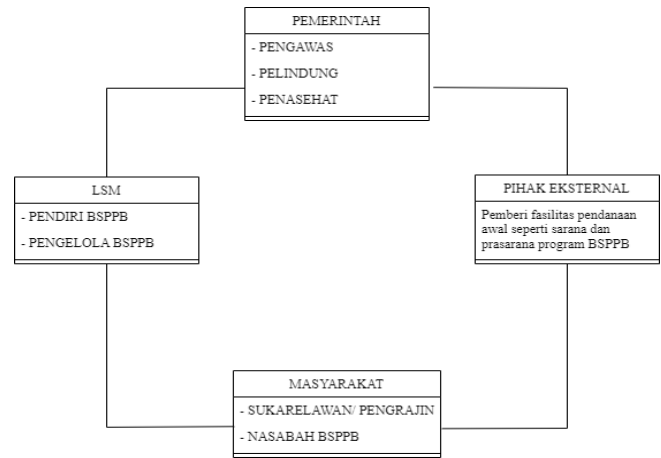 PEMERINTAH
- PENGAWAS
- PELINDUNG
- PENASEHAT
LSM
- PENDIRI BSPPB
- PENGELOLA BSPPB
PIHAK EKSTERNAL
Pemberi fasilitas pendanaan
awal seperti sarana dan
prasarana program BSPPB
MASYARAKAT
- SUKARELAWAN/ PENGRAJIN
- NASABAH BSPPB